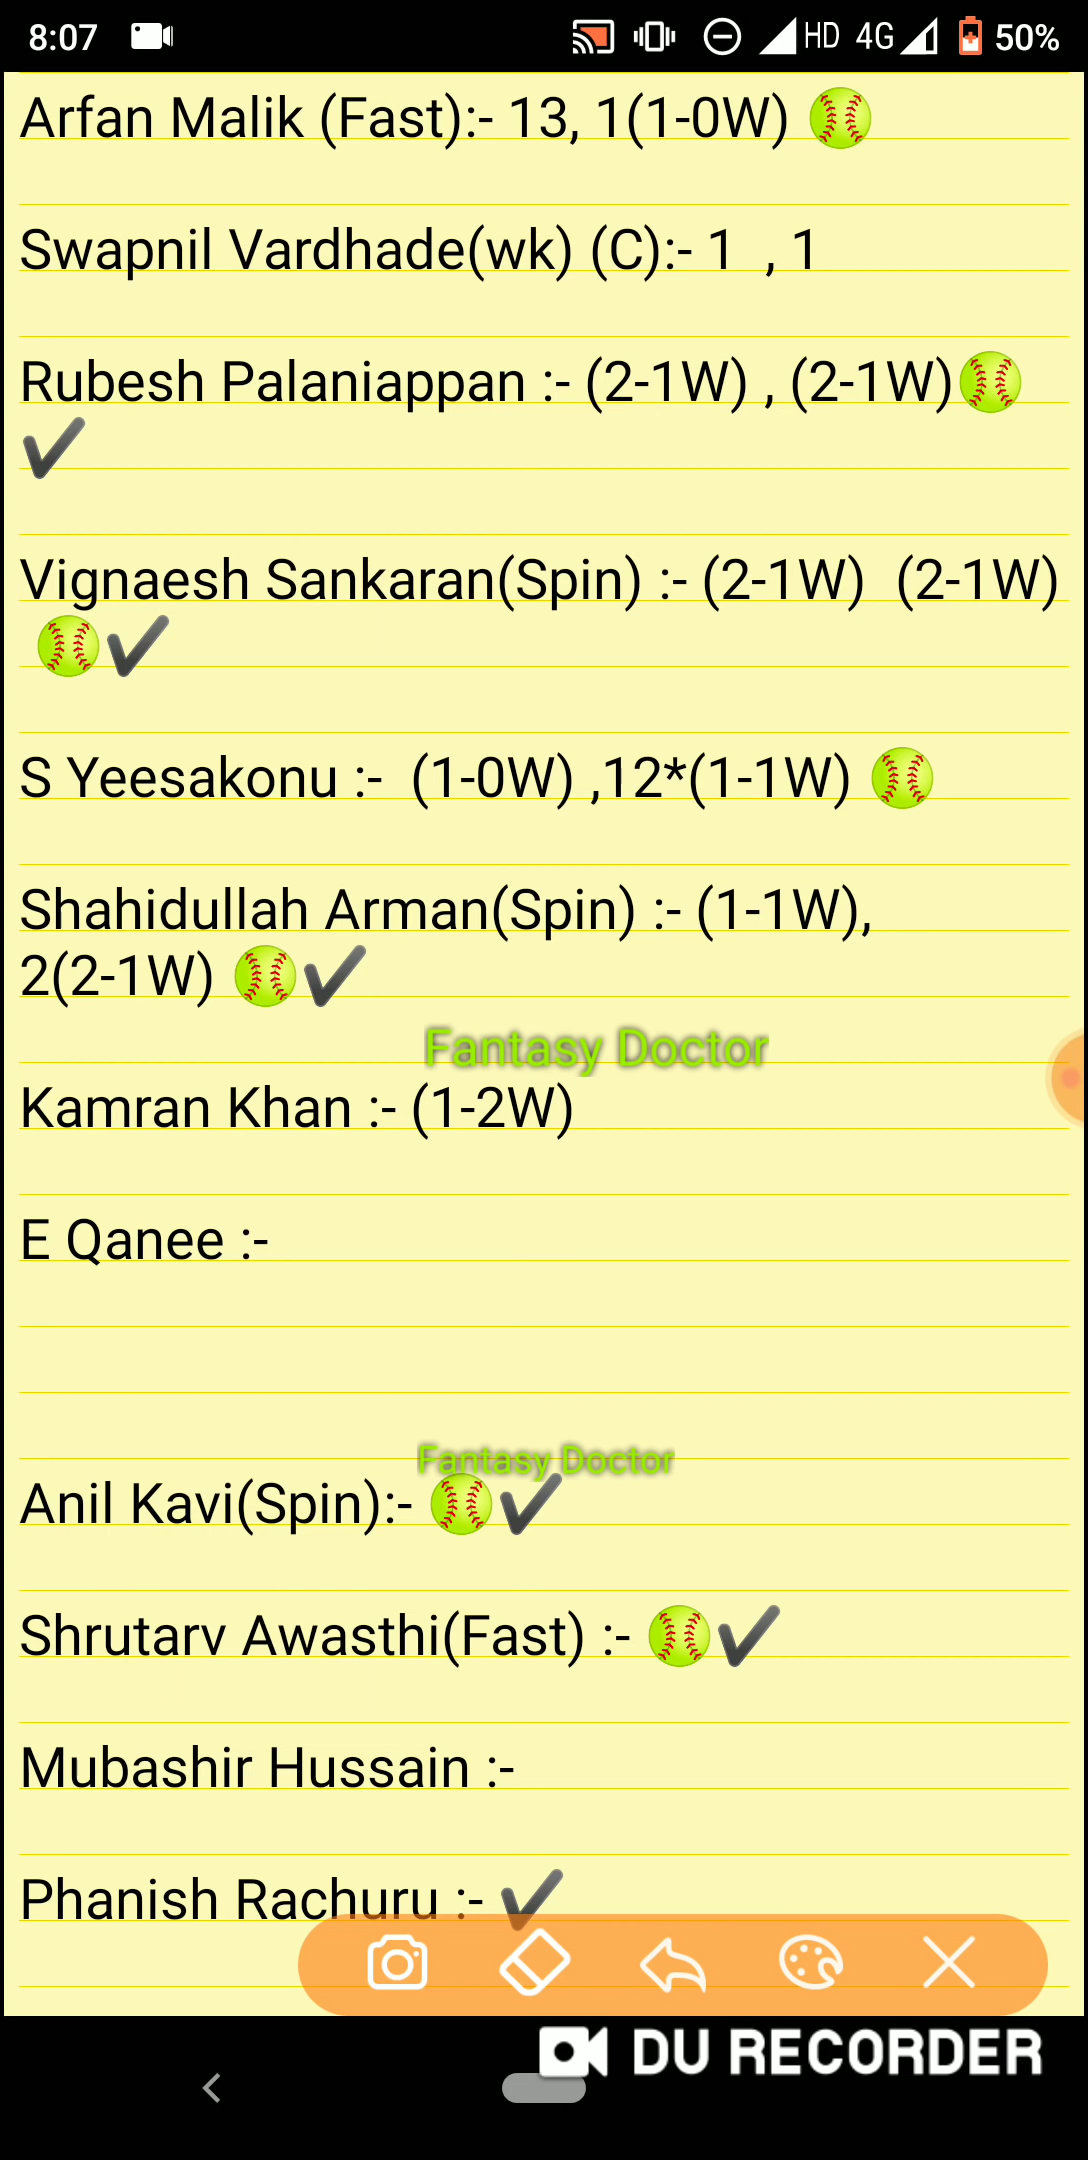 8:07 HD 4G 50%
Arfan Malik (Fast):- 13, 1(1-0W) 🥎
Swapnil Vardhade(wk) (C):- 1  , 1
Rubesh Palaniappan :- (2-1W) , (2-1W)🥎
✔
Vignaesh Sankaran(Spin) :- (2-1W)  (2-1W)
🥎✔
S Yeesakonu :-  (1-0W) ,12*(1-1W) 🥎
Shahidullah Arman(Spin) :- (1-1W),
2(2-1W) 🥎✔
Fantasy Doctor
Kamran Khan :- (1-2W)
E Qanee :-
Fantasy Doctor
Anil Kavi(Spin):- 🥎✔
Shrutarv Awasthi(Fast) :- 🥎✔
Mubashir Hussain :-
Phanish Rachuru :- ✔
DU RECORDER